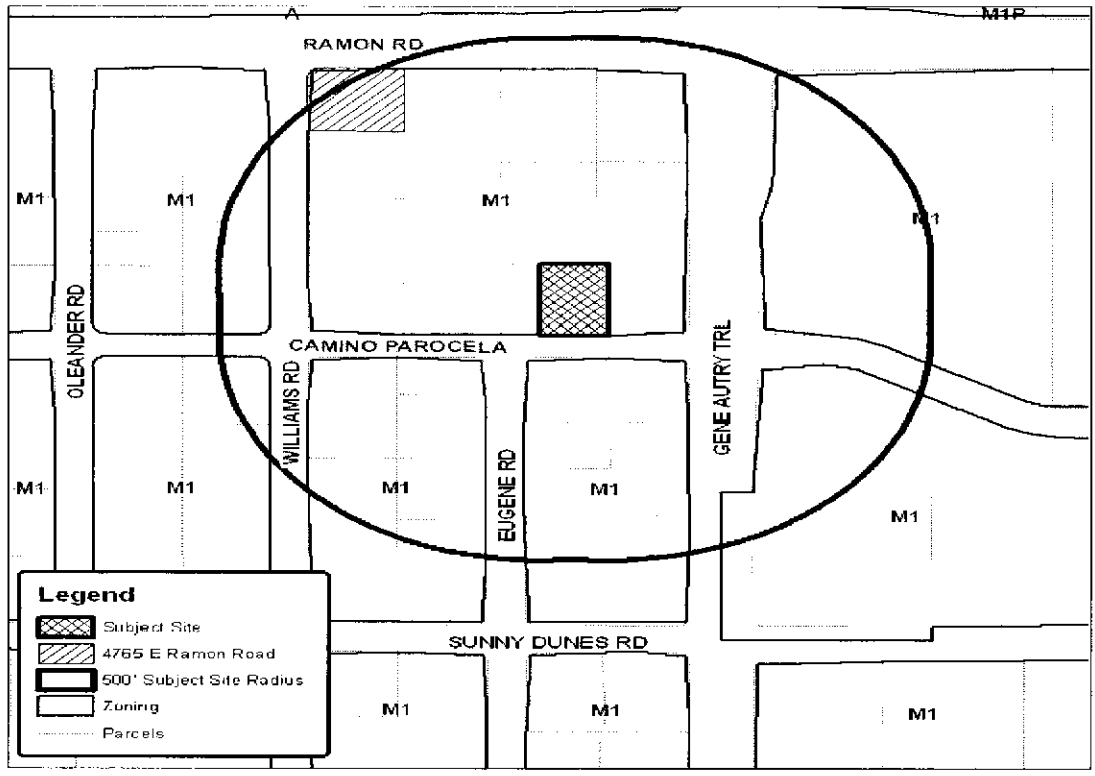 A
M1P
RAMON RD
M1
M1
M1
M1
OLEANDER RD
CAMINO PAROCELA
GENE AUTRY TRL
WILLIAMS RD
EUGENE RD
M1
M1
M1
M1
M1
Legend
Subject Site
4765 E Ramon Road
500' Subject Site Radius
Zoning
Parcels
SUNNY DUNES RD
M1
M1
M1